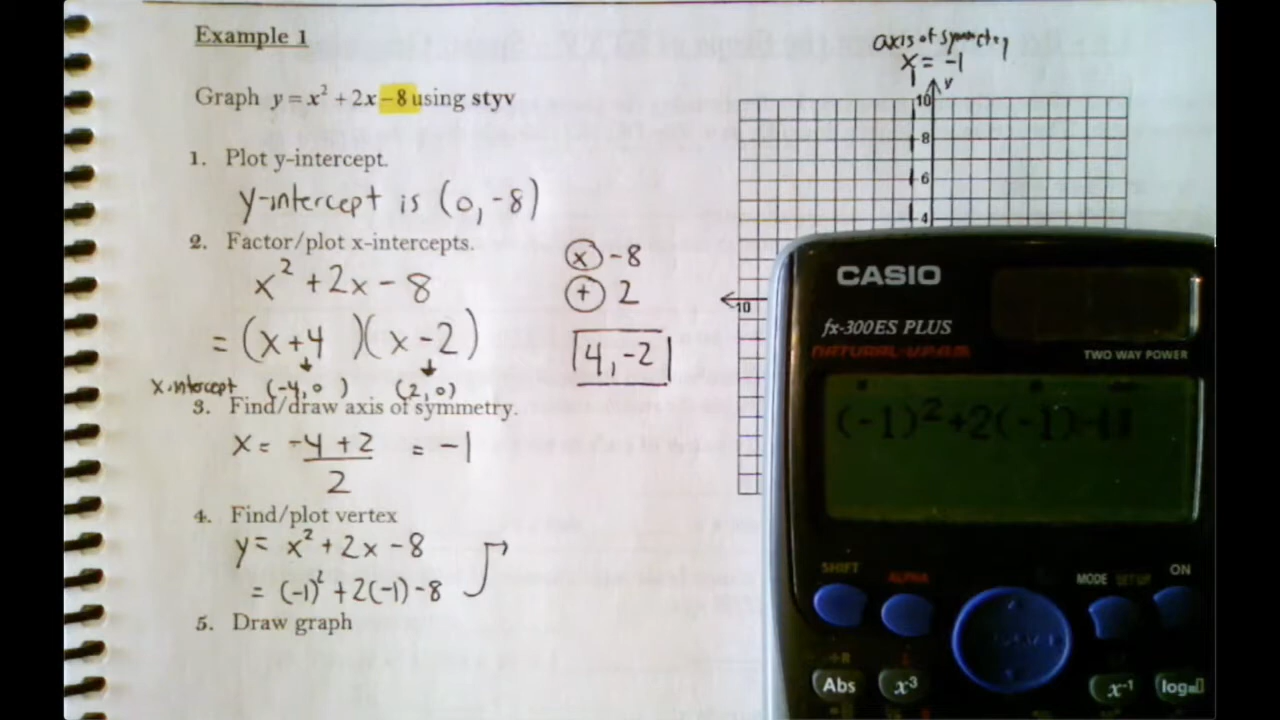 Example 1
Graph y = x² + 2x - 8 using styv
1. Plot y-intercept.
y-intercept is (0, -8)
2. Factor/plot x-intercepts.
x² + 2x - 8
= (x+4 )(x-2)
x-intercept (-4,0) (2,0)
3. Find/draw axis of symmetry.
x = -4+2 = -1
2
4. Find/plot vertex
y = x² + 2x - 8
= (-1)² + 2(-1) - 8
5. Draw graph
× -8
+ 2
4, -2
axis of symmetry
x = -1
y
10
8
6
4
10
CASIO
fx-300ES PLUS
NATURAL-V.P.A.M.
TWO WAY POWER
(-1)²+2(-1)-
SHIFT
ALPHA
MODE SETUP
ON
Abs
x³
x⁻¹
log